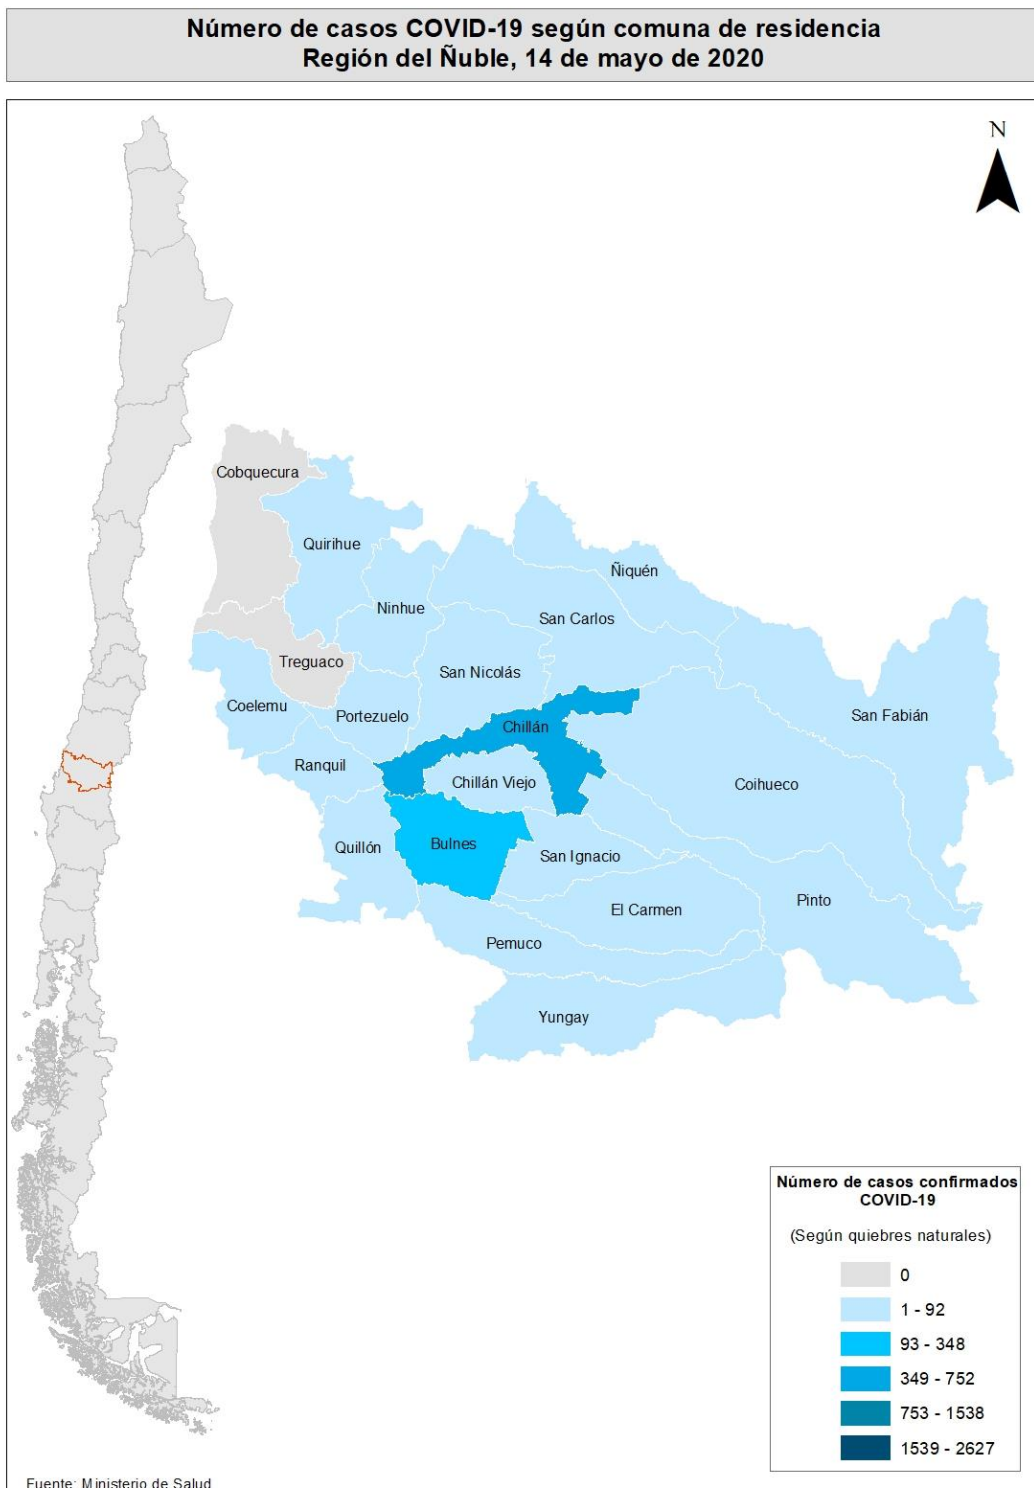 Número de casos COVID-19 según comuna de residencia
Región del Ñuble, 14 de mayo de 2020
N
Cobquecura
Quirihue
Ñiquén
Ninhue
San Carlos
Treguaco
San Nicolás
Coelemu
Portezuelo
Chillán
San Fabián
Ranquil
Chillán Viejo
Coihueco
Quillón
Bulnes
San Ignacio
Pinto
El Carmen
Pemuco
Yungay
Número de casos confirmados
COVID-19
(Según quiebres naturales)
0
1 - 92
93 - 348
349 - 752
753 - 1538
1539 - 2627
Fuente: Ministerio de Salud